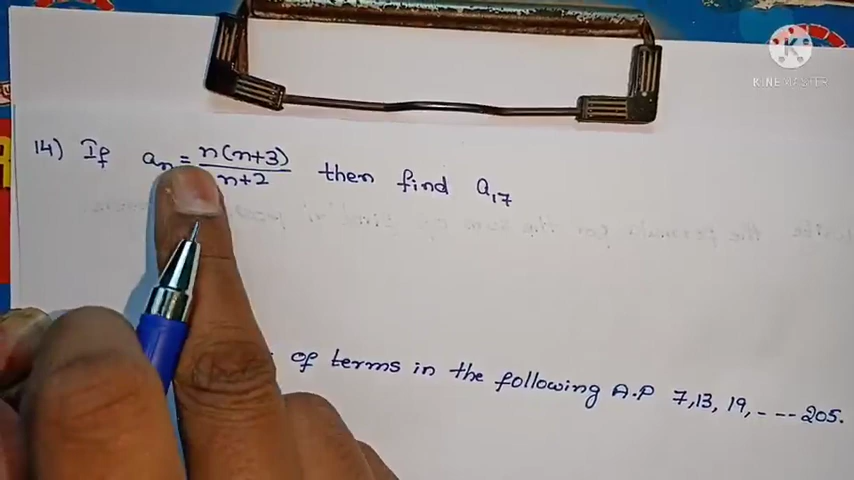 KINEMASTER
14) If aₙ = n(n+3)/n+2 then find a₁₇
of terms in the following A.P 7,13, 19, - - - 205.